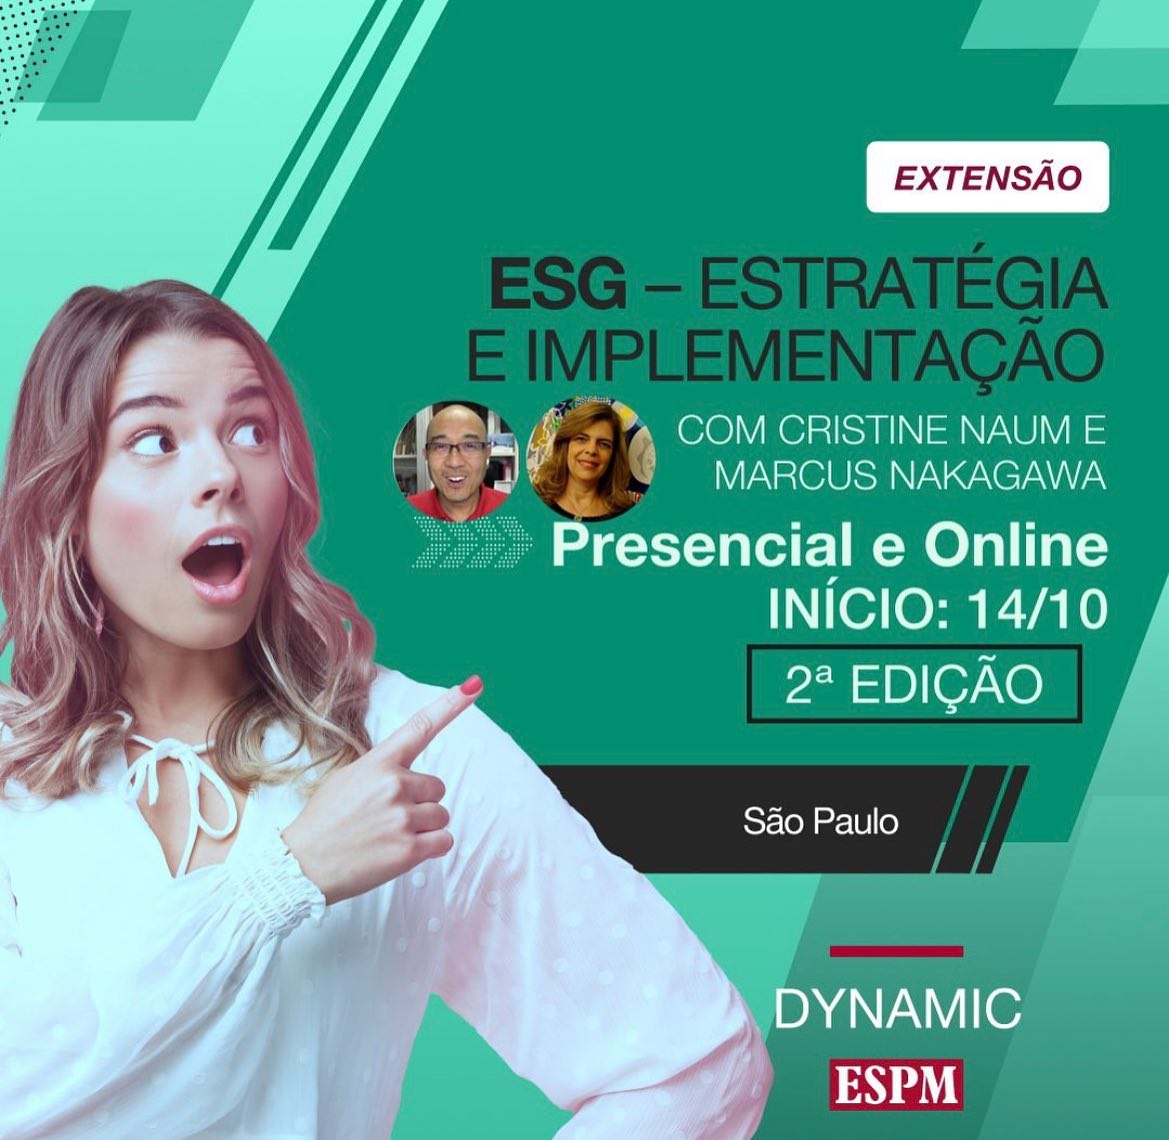 EXTENSÃO
ESG – ESTRATÉGIA
E IMPLEMENTAÇÃO
COM CRISTINE NAUM E
MARCUS NAKAGAWA
Presencial e Online
INÍCIO: 14/10
2ª EDIÇÃO
São Paulo
DYNAMIC
ESPM